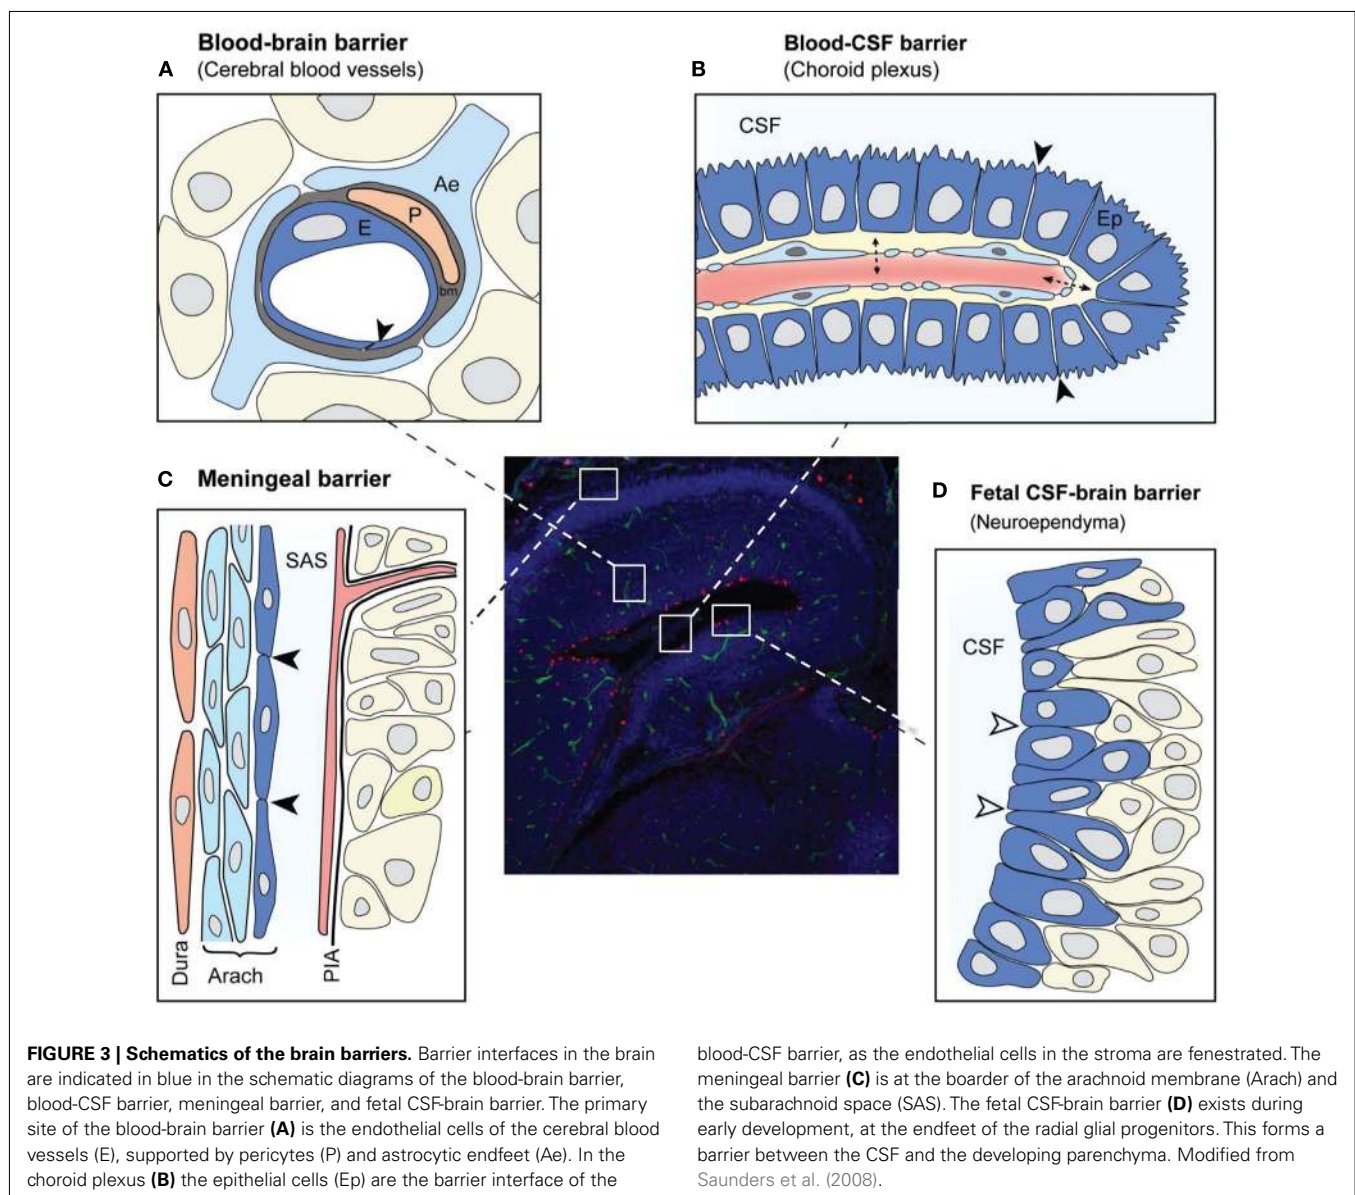 Blood-brain barrier
A (Cerebral blood vessels)
Blood-CSF barrier
B (Choroid plexus)
Ae
P
E
bm
CSF
Ep
C Meningeal barrier
SAS
Dura
Arach
PIA
D Fetal CSF-brain barrier
(Neuroependyma)
CSF
FIGURE 3 | Schematics of the brain barriers. Barrier interfaces in the brain
are indicated in blue in the schematic diagrams of the blood-brain barrier,
blood-CSF barrier, meningeal barrier, and fetal CSF-brain barrier. The primary
site of the blood-brain barrier (A) is the endothelial cells of the cerebral blood
vessels (E), supported by pericytes (P) and astrocytic endfeet (Ae). In the
choroid plexus (B) the epithelial cells (Ep) are the barrier interface of the
blood-CSF barrier, as the endothelial cells in the stroma are fenestrated. The
meningeal barrier (C) is at the boarder of the arachnoid membrane (Arach) and
the subarachnoid space (SAS). The fetal CSF-brain barrier (D) exists during
early development, at the endfeet of the radial glial progenitors. This forms a
barrier between the CSF and the developing parenchyma. Modified from
Saunders et al. (2008).